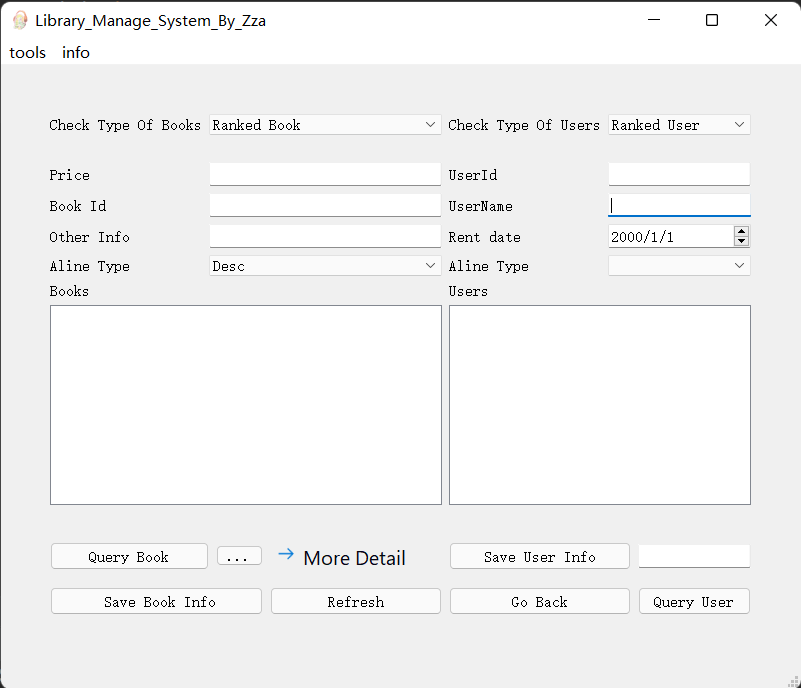 Library_Manage_System_By_Zza
tools info
Check Type Of Books Ranked Book Check Type Of Users Ranked User
Price UserId
Book Id UserName
Other Info Rent date 2000/1/1
Aline Type Desc Aline Type
Books Users
Query Book ... → More Detail Save User Info
Save Book Info Refresh Go Back Query User